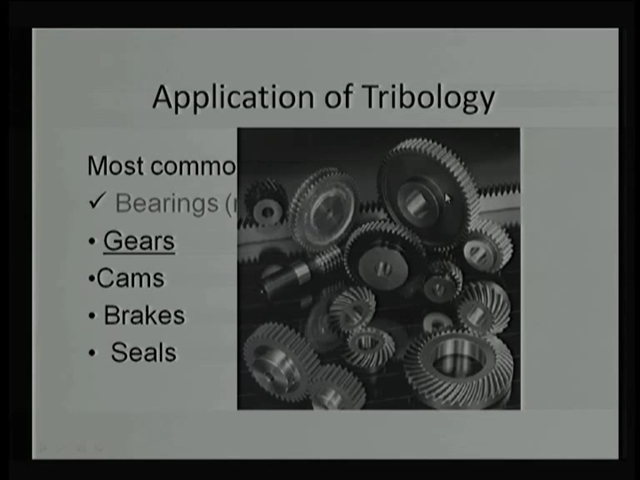 Application of Tribology
Most commo
✓ Bearings (
• Gears
•Cams
• Brakes
• Seals